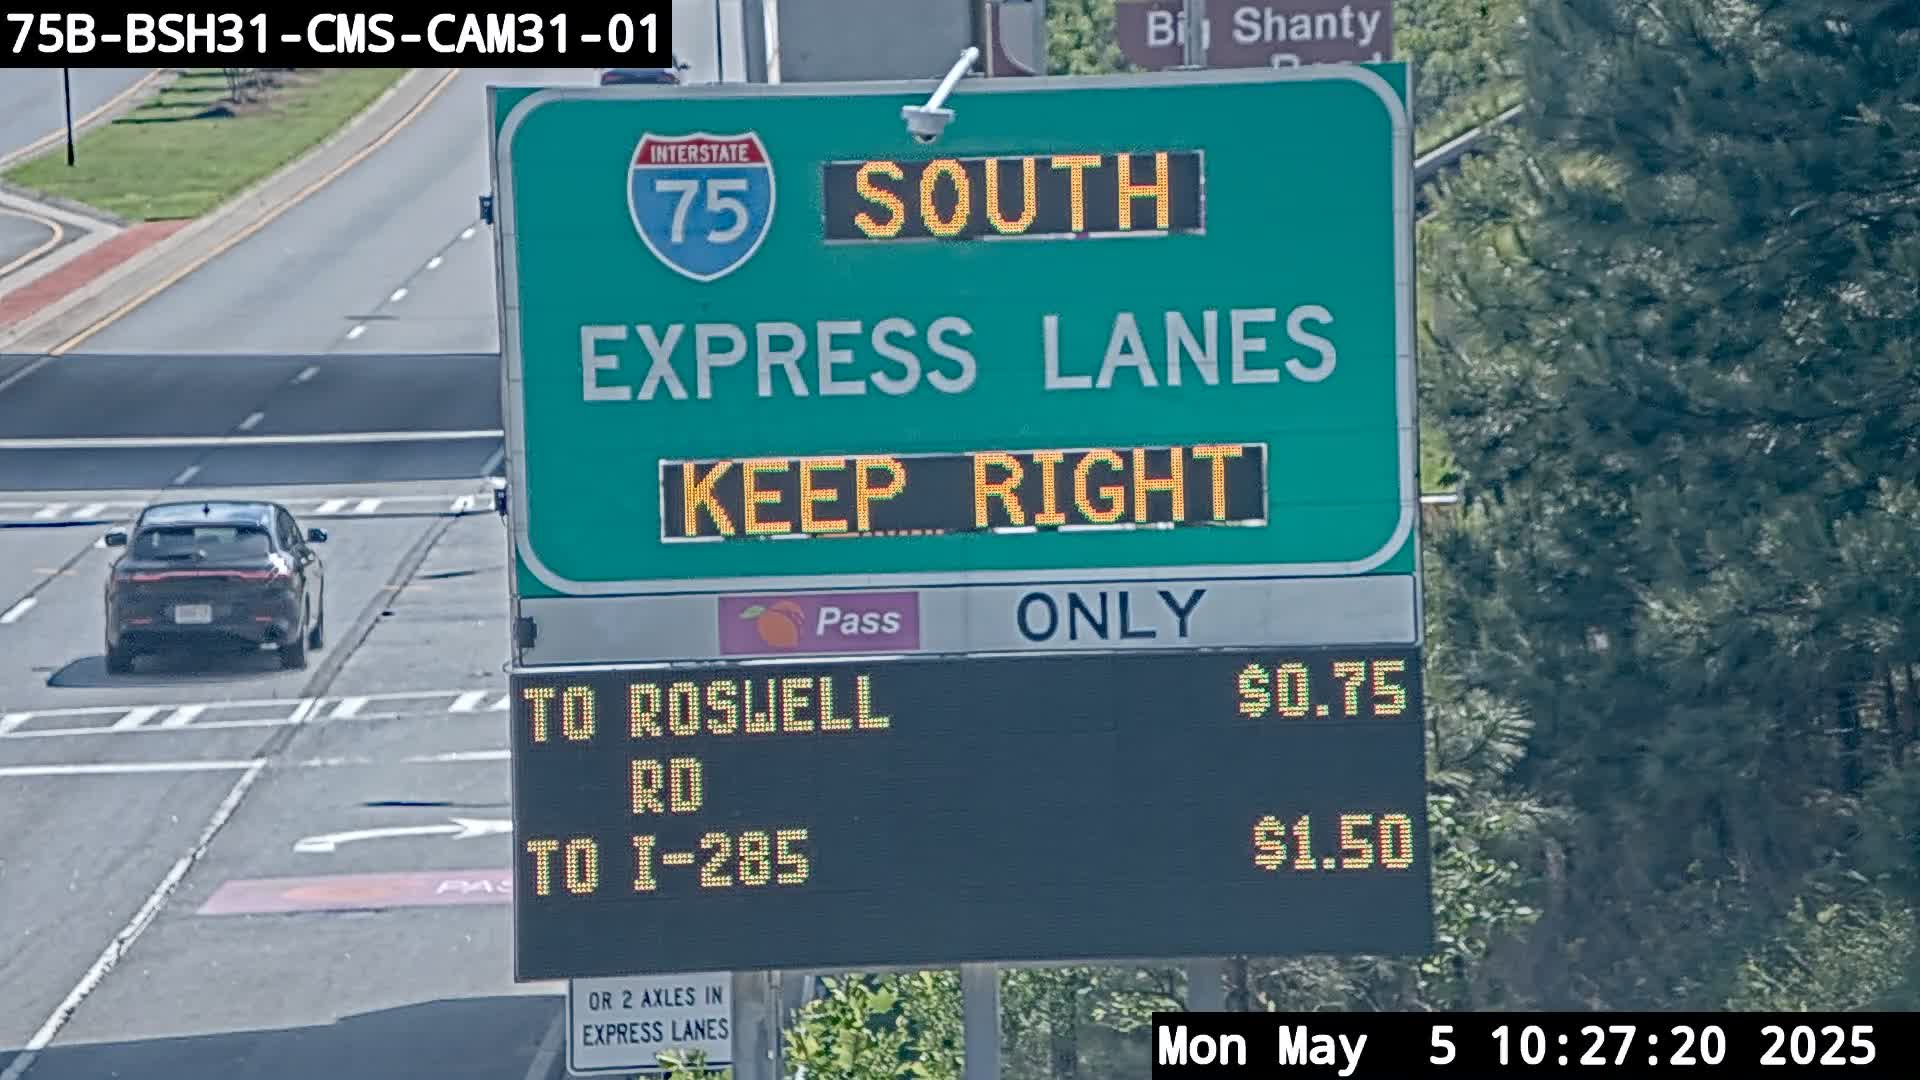 75B-BSH31-CMS-CAM31-01
Big Shanty
Road
INTERSTATE
75
SOUTH
EXPRESS LANES
KEEP RIGHT
Pass ONLY
TO ROSWELL $0.75
RD
TO I-285 $1.50
PAS
OR 2 AXLES IN
EXPRESS LANES
Mon May 5 10:27:20 2025